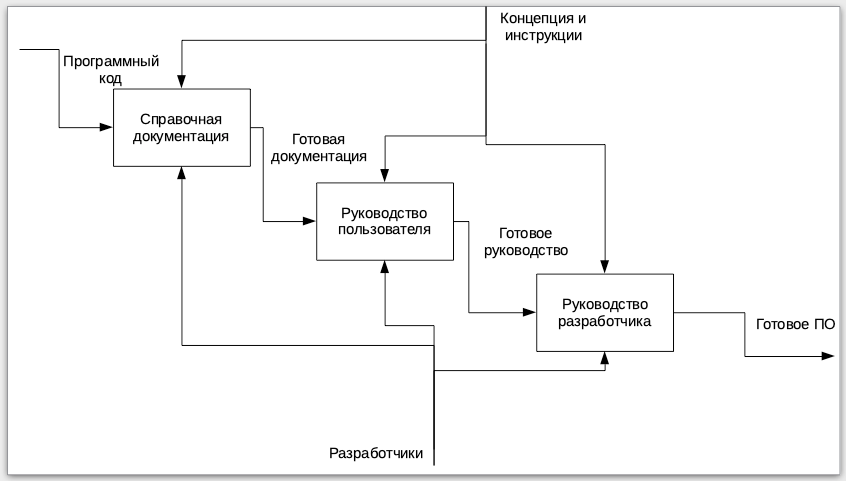 Концепция и
инструкции
Программный
код
Справочная
документация
Готовая
документация
Руководство
пользователя
Готовое
руководство
Руководство
разработчика
Готовое ПО
Разработчики